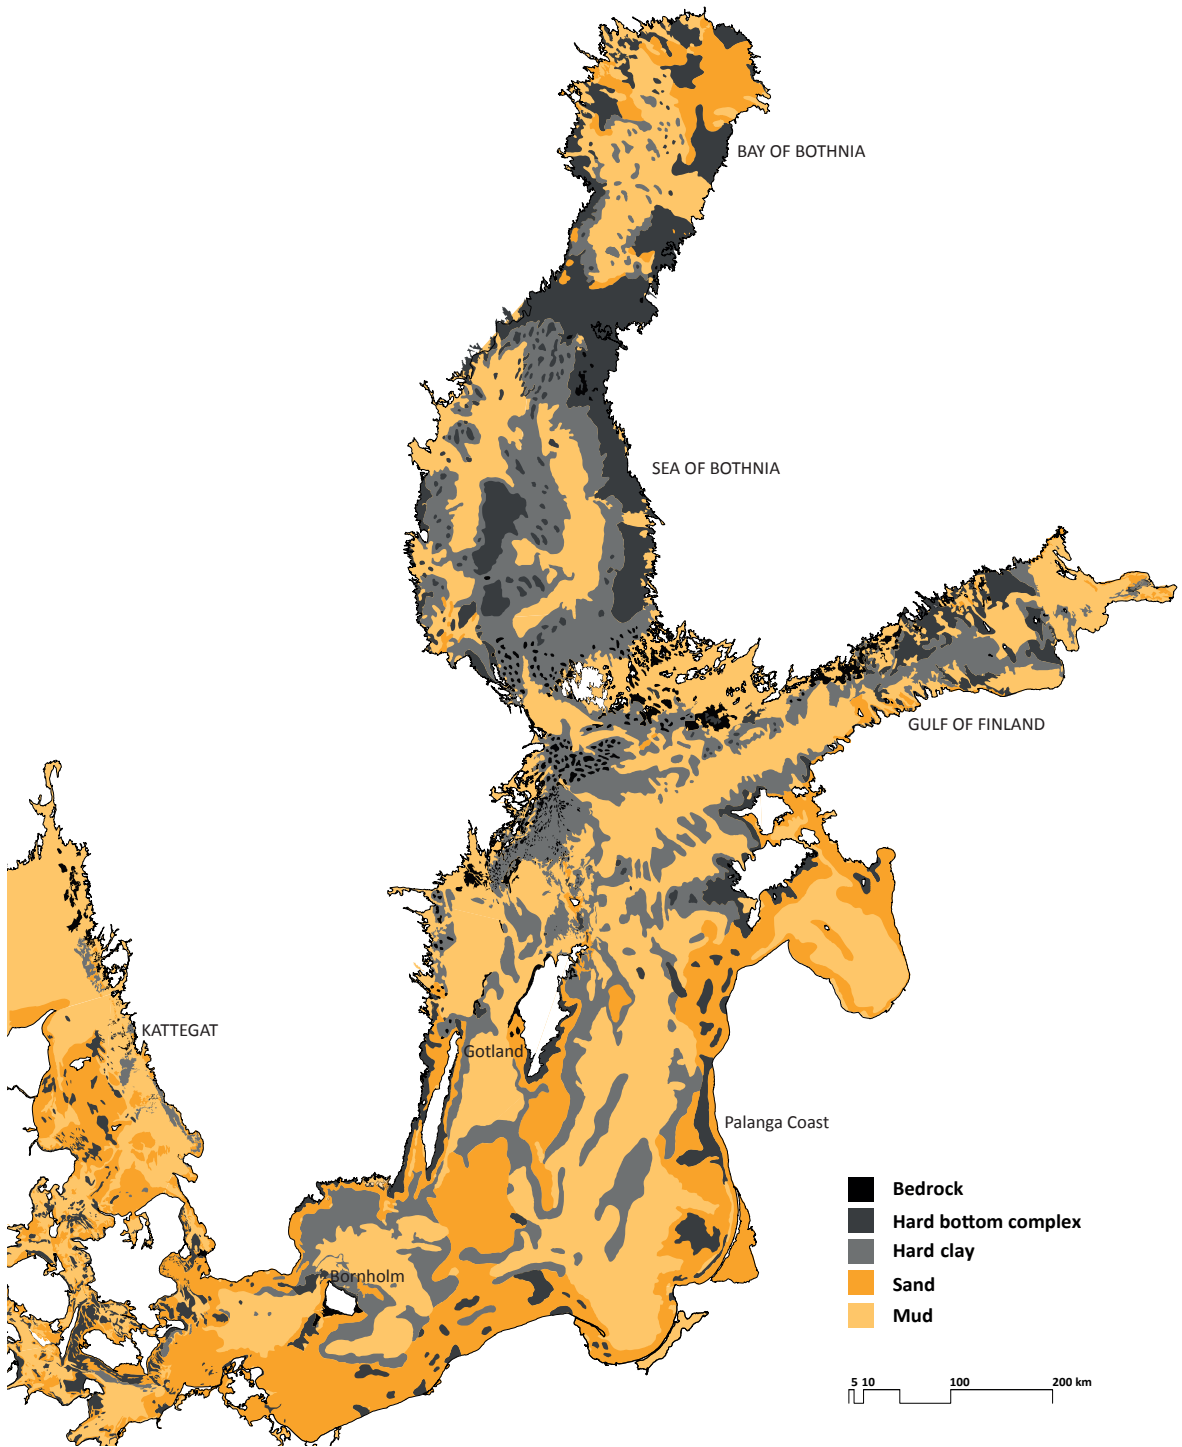 BAY OF BOTHNIA
SEA OF BOTHNIA
GULF OF FINLAND
KATTEGAT
Gotland
Palanga Coast
Bornholm
Bedrock
Hard bottom complex
Hard clay
Sand
Mud
5 10 100 200 km